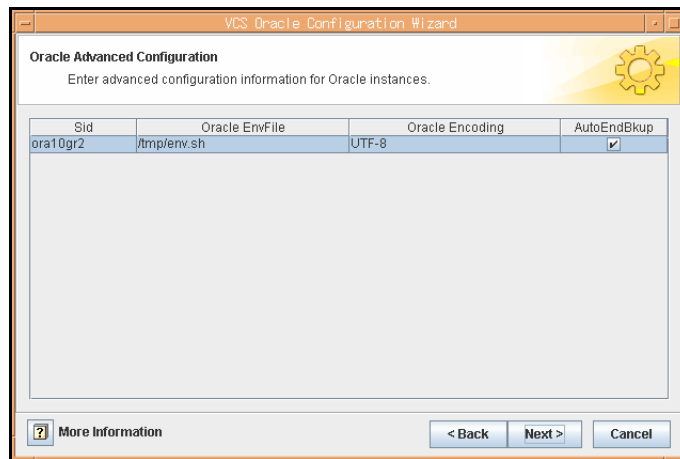 VCS Oracle Configuration Wizard
Oracle Advanced Configuration
Enter advanced configuration information for Oracle instances.
Sid Oracle EnvFile Oracle Encoding AutoEndBkup
ora10gr2 /tmp/env.sh UTF-8
? More Information < Back Next > Cancel